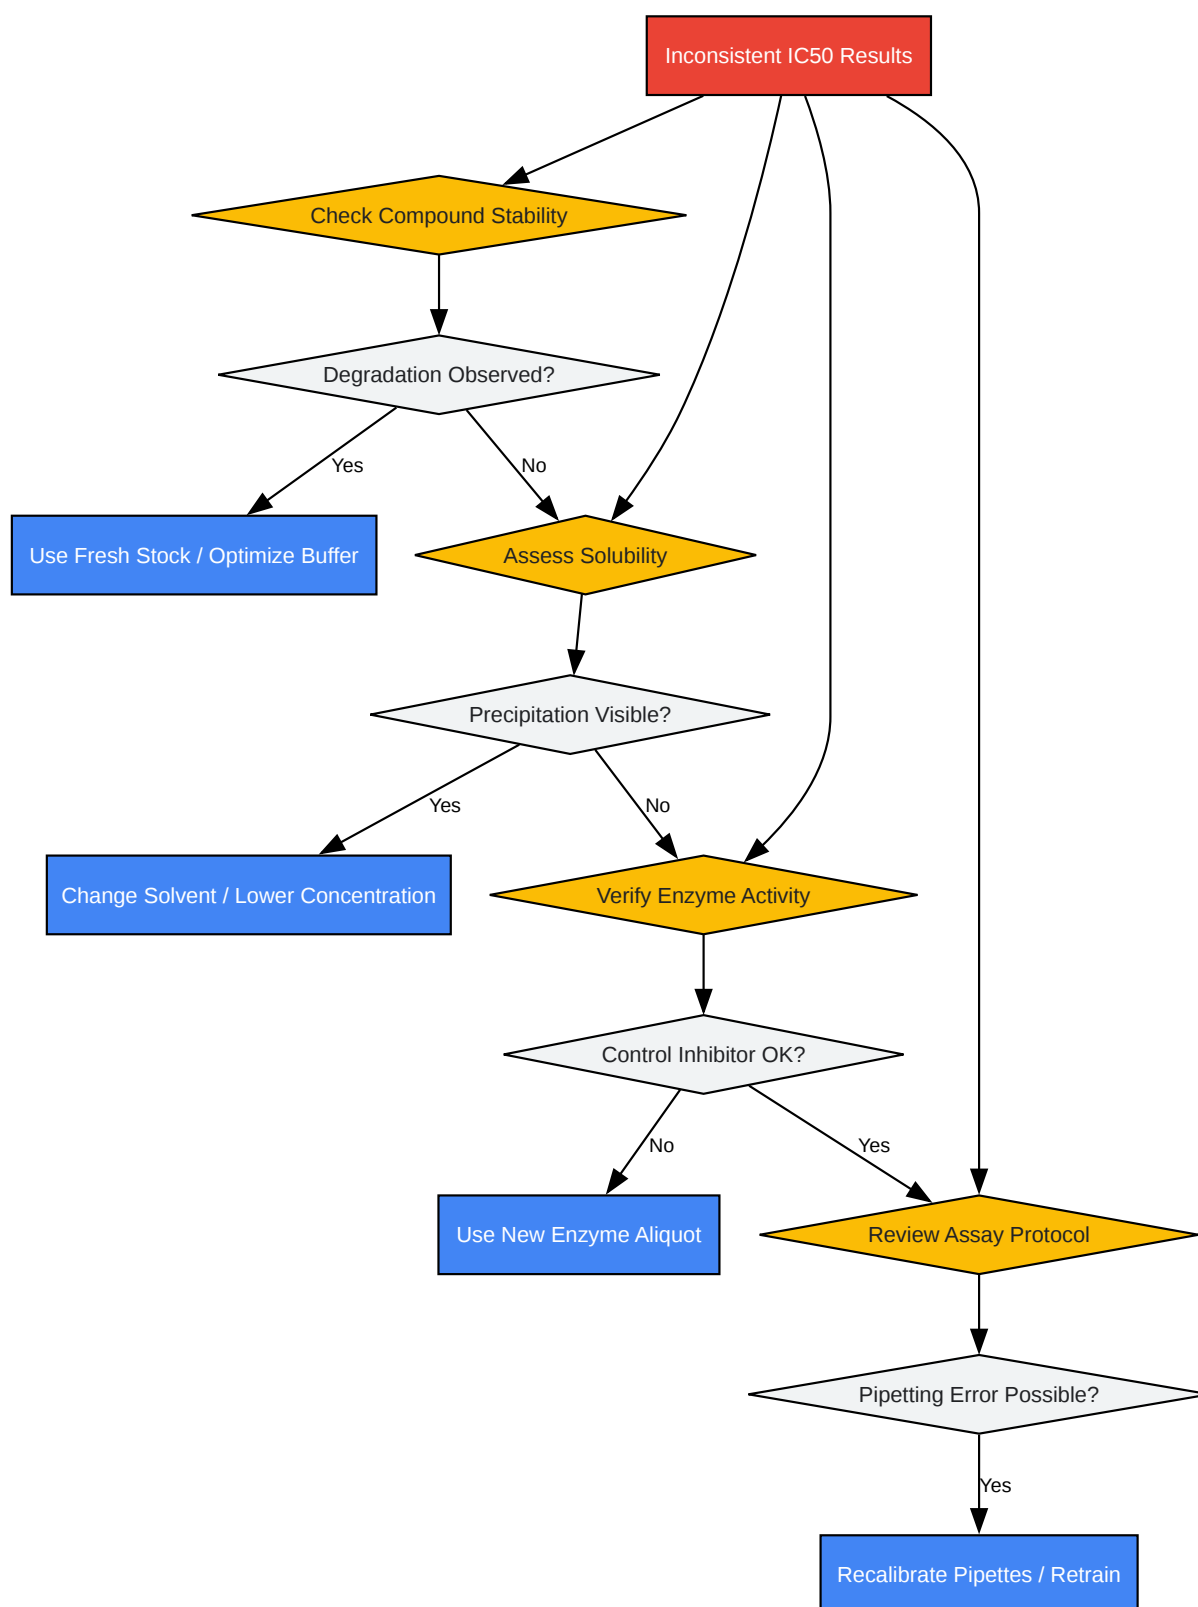 Inconsistent IC50 Results
Check Compound Stability
Degradation Observed?
Yes
No
Use Fresh Stock / Optimize Buffer
Assess Solubility
Precipitation Visible?
Yes
No
Change Solvent / Lower Concentration
Verify Enzyme Activity
Control Inhibitor OK?
No
Yes
Use New Enzyme Aliquot
Review Assay Protocol
Pipetting Error Possible?
Yes
Recalibrate Pipettes / Retrain